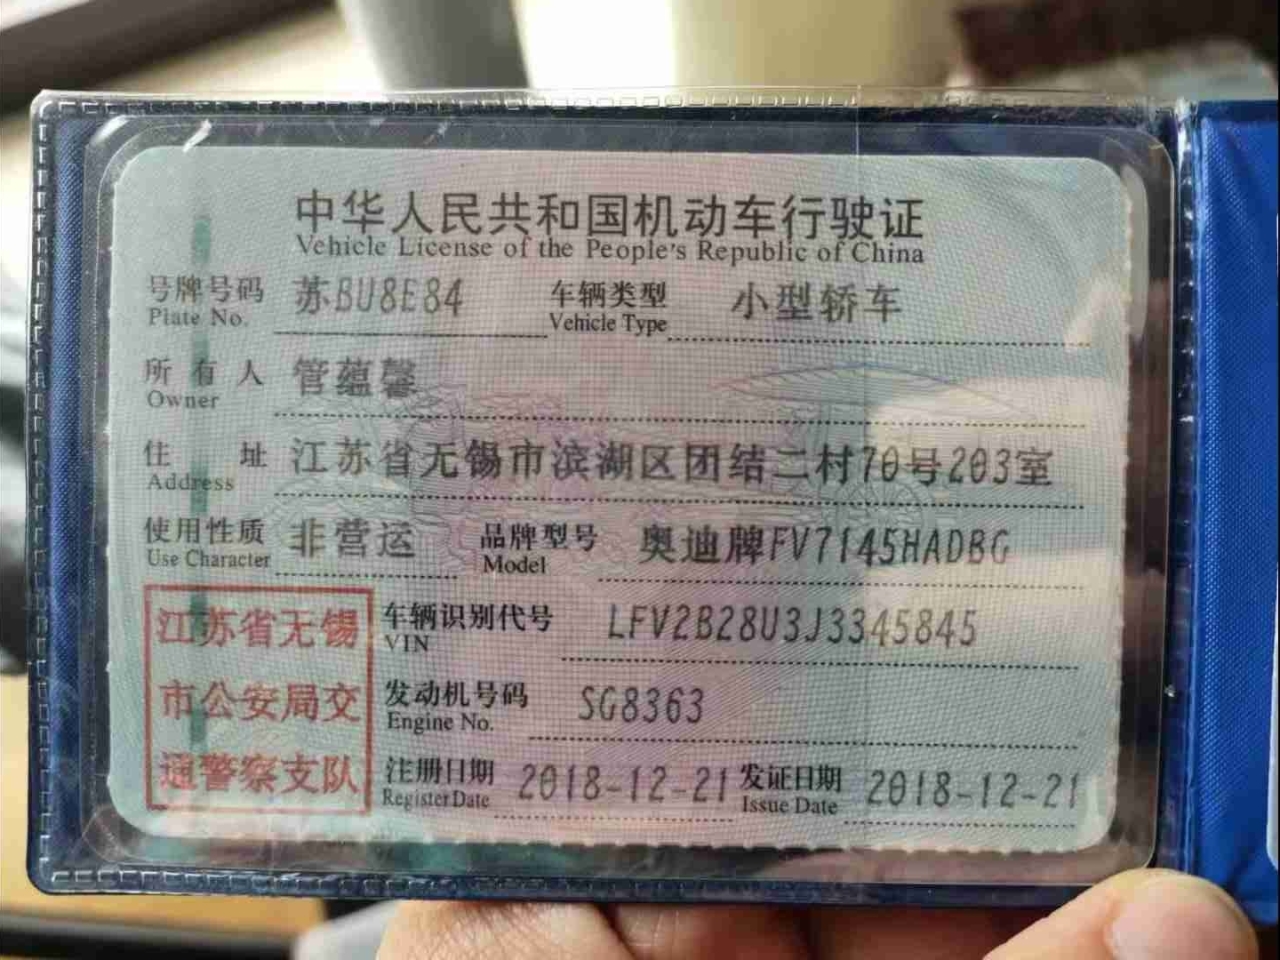 中华人民共和国机动车行驶证
Vehicle License of the People's Republic of China
号牌号码 苏BU8E84 车辆类型 小型轿车
Plate No. Vehicle Type
所有人 管蕴馨
Owner
住址 江苏省无锡市滨湖区团结二村70号203室
Address
使用性质 非营运 品牌型号 奥迪牌FV7145HADBG
Use Character Model
江苏省无锡 车辆识别代号 LFV2B28U3J3345845
VIN
市公安局交 发动机号码 SG8363
Engine No.
通警察支队 注册日期 2018-12-21 发证日期 2018-12-21
Register Date Issue Date